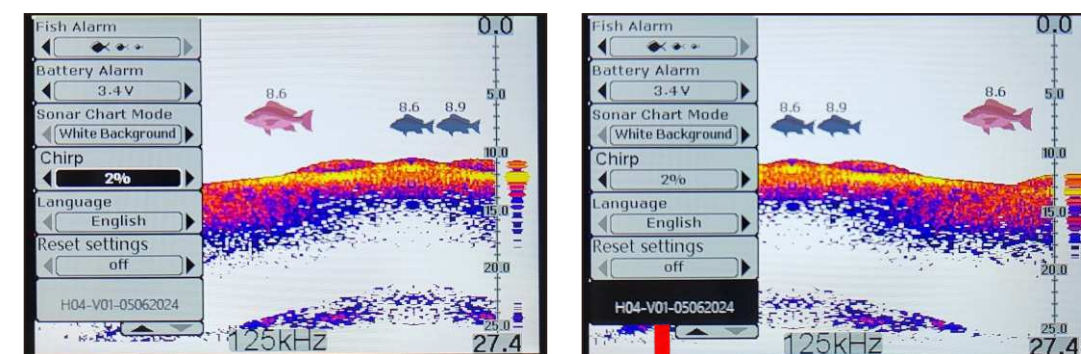 Fish Alarm
Battery Alarm
3.4 V
Sonar Chart Mode
White Background
Chirp
2%
Language
English
Reset settings
off
H04-V01-05062024
8.6
8.6 8.9
0.0
5.0
10.0
15.0
20.0
25.0
27.4
125kHz
Fish Alarm
Battery Alarm
3.4 V
Sonar Chart Mode
White Background
Chirp
2%
Language
English
Reset settings
off
H04-V01-05062024
8.6 8.9
8.6
0.0
5.0
10.0
15.0
20.0
25.0
27.4
125kHz